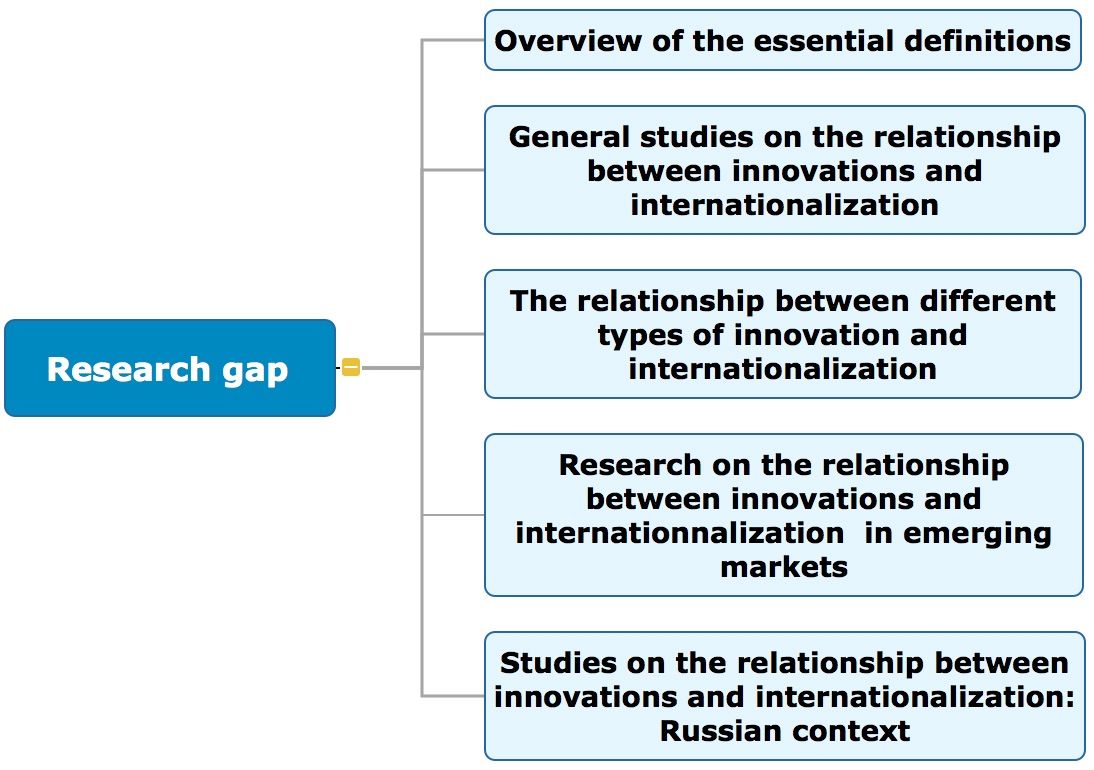 Overview of the essential definitions
General studies on the relationship
between innovations and
internationalization
The relationship between different
types of innovation and
internationalization
Research gap
Research on the relationship
between innovations and
internationnalization  in emerging
markets
Studies on the relationship between
innovations and internationalization:
Russian context